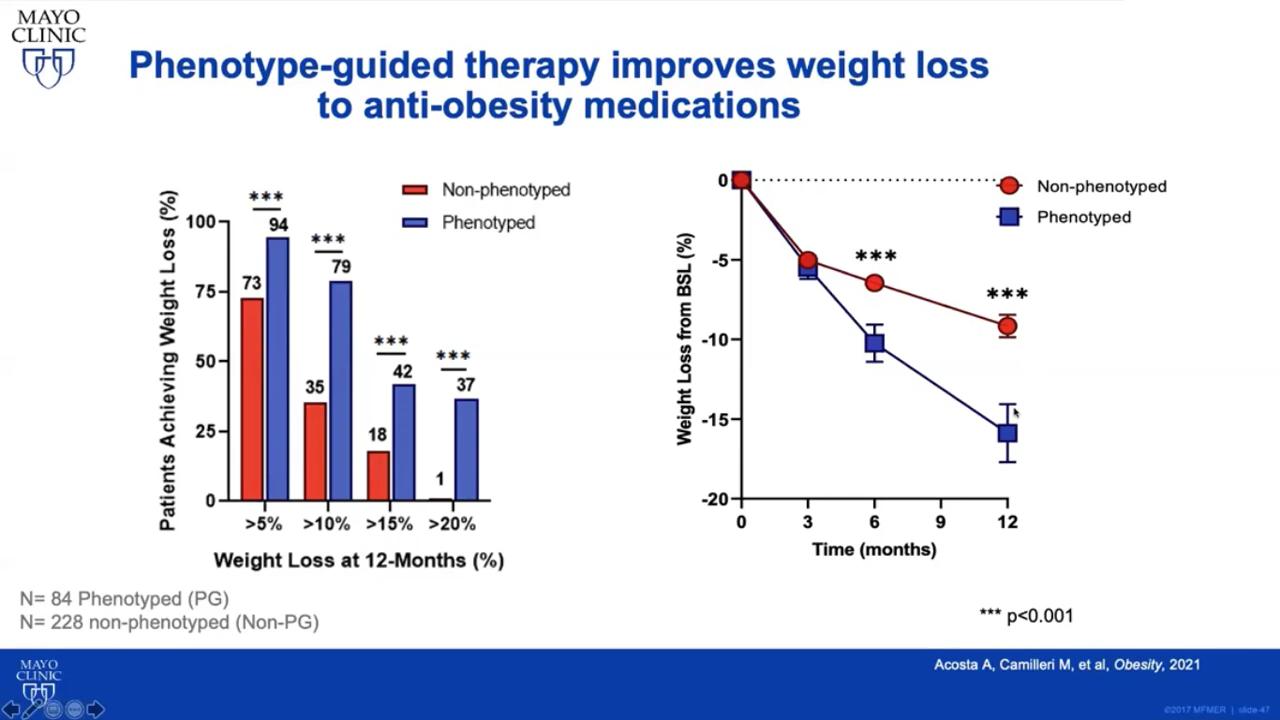 MAYO
CLINIC
Phenotype-guided therapy improves weight loss
to anti-obesity medications
Patients Achieving Weight Loss (%)
100
75
50
25
0
***
***
***
***
73
94
35
79
18
42
1
37
>5%
>10%
>15%
>20%
Weight Loss at 12-Months (%)
Non-phenotyped
Phenotyped
Weight Loss from BSL (%)
0
-5
-10
-15
-20
***
***
0
3
6
9
12
Time (months)
Non-phenotyped
Phenotyped
N= 84 Phenotyped (PG)
N= 228 non-phenotyped (Non-PG)
*** p<0.001
MAYO
CLINIC
Acosta A, Camilleri M, et al, Obesity, 2021
©2017 MFMER | slide-47